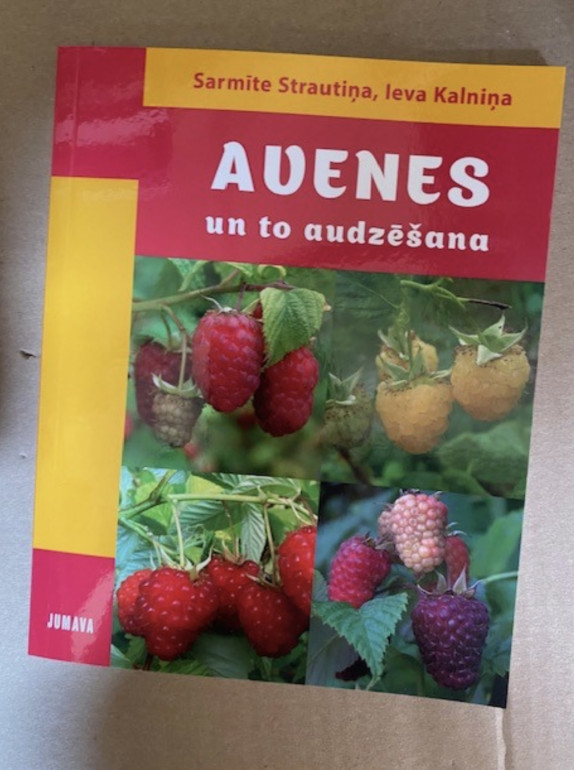 Sarmīte Strautiņa, Ieva Kalniņa
AVENES
un to audzēšana
JUMAVA